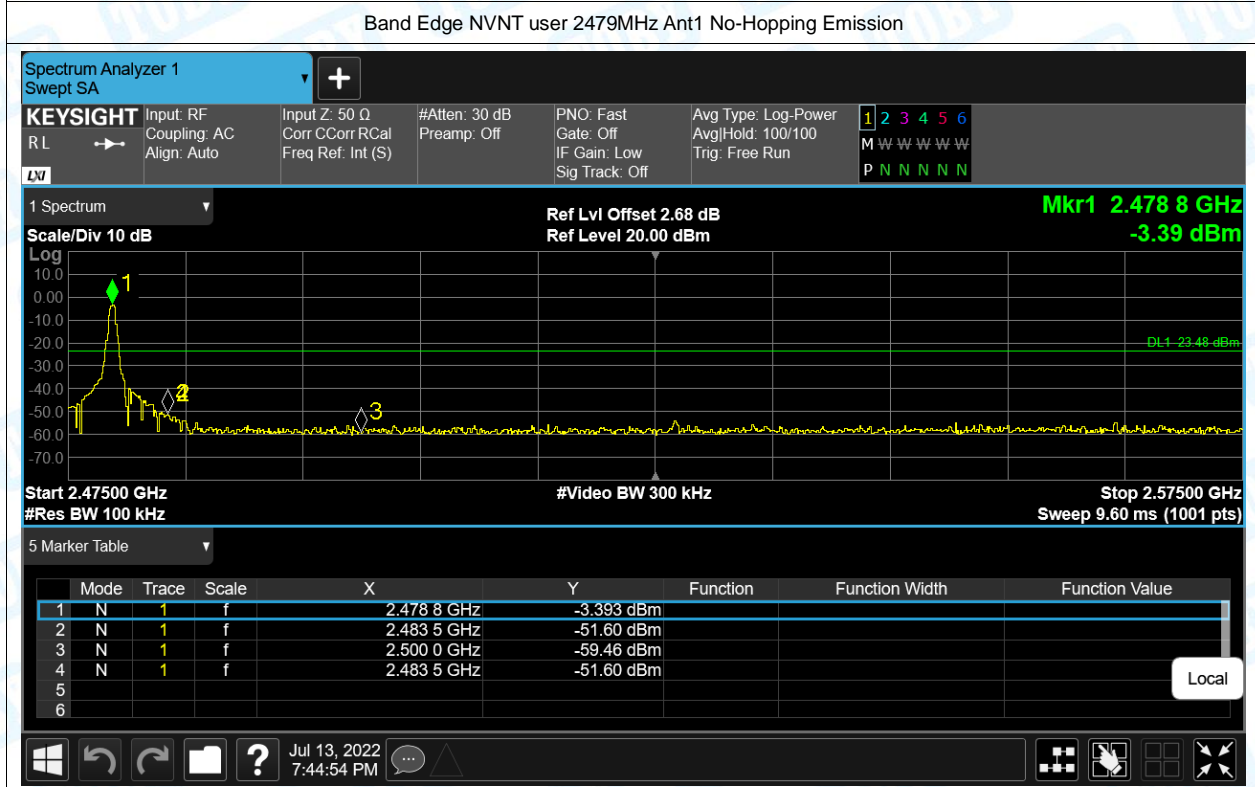 Band Edge NVNT user 2479MHz Ant1 No-Hopping Emission
Spectrum Analyzer 1
Swept SA
+
KEYSIGHT
R L
LXI
Input: RF
Coupling: AC
Align: Auto
Input Z: 50 Ω
Corr CCorr RCal
Freq Ref: Int (S)
#Atten: 30 dB
Preamp: Off
PNO: Fast
Gate: Off
IF Gain: Low
Sig Track: Off
Avg Type: Log-Power
Avg|Hold: 100/100
Trig: Free Run
1 2 3 4 5 6
M W W W W W
P N N N N N
1 Spectrum
Scale/Div 10 dB
Ref Lvl Offset 2.68 dB
Ref Level 20.00 dBm
Mkr1 2.478 8 GHz
-3.39 dBm
Log
10.0
0.00
-10.0
-20.0
-30.0
-40.0
-50.0
-60.0
-70.0
1
3
DL1 -23.48 dBm
Start 2.47500 GHz
#Video BW 300 kHz
Stop 2.57500 GHz
#Res BW 100 kHz
Sweep 9.60 ms (1001 pts)
5 Marker Table
Mode Trace Scale X Y Function Function Width Function Value
1 N 1 f 2.478 8 GHz -3.393 dBm
2 N 1 f 2.483 5 GHz -51.60 dBm
3 N 1 f 2.500 0 GHz -59.46 dBm
4 N 1 f 2.483 5 GHz -51.60 dBm
5
6
Local
?
Jul 13, 2022
7:44:54 PM